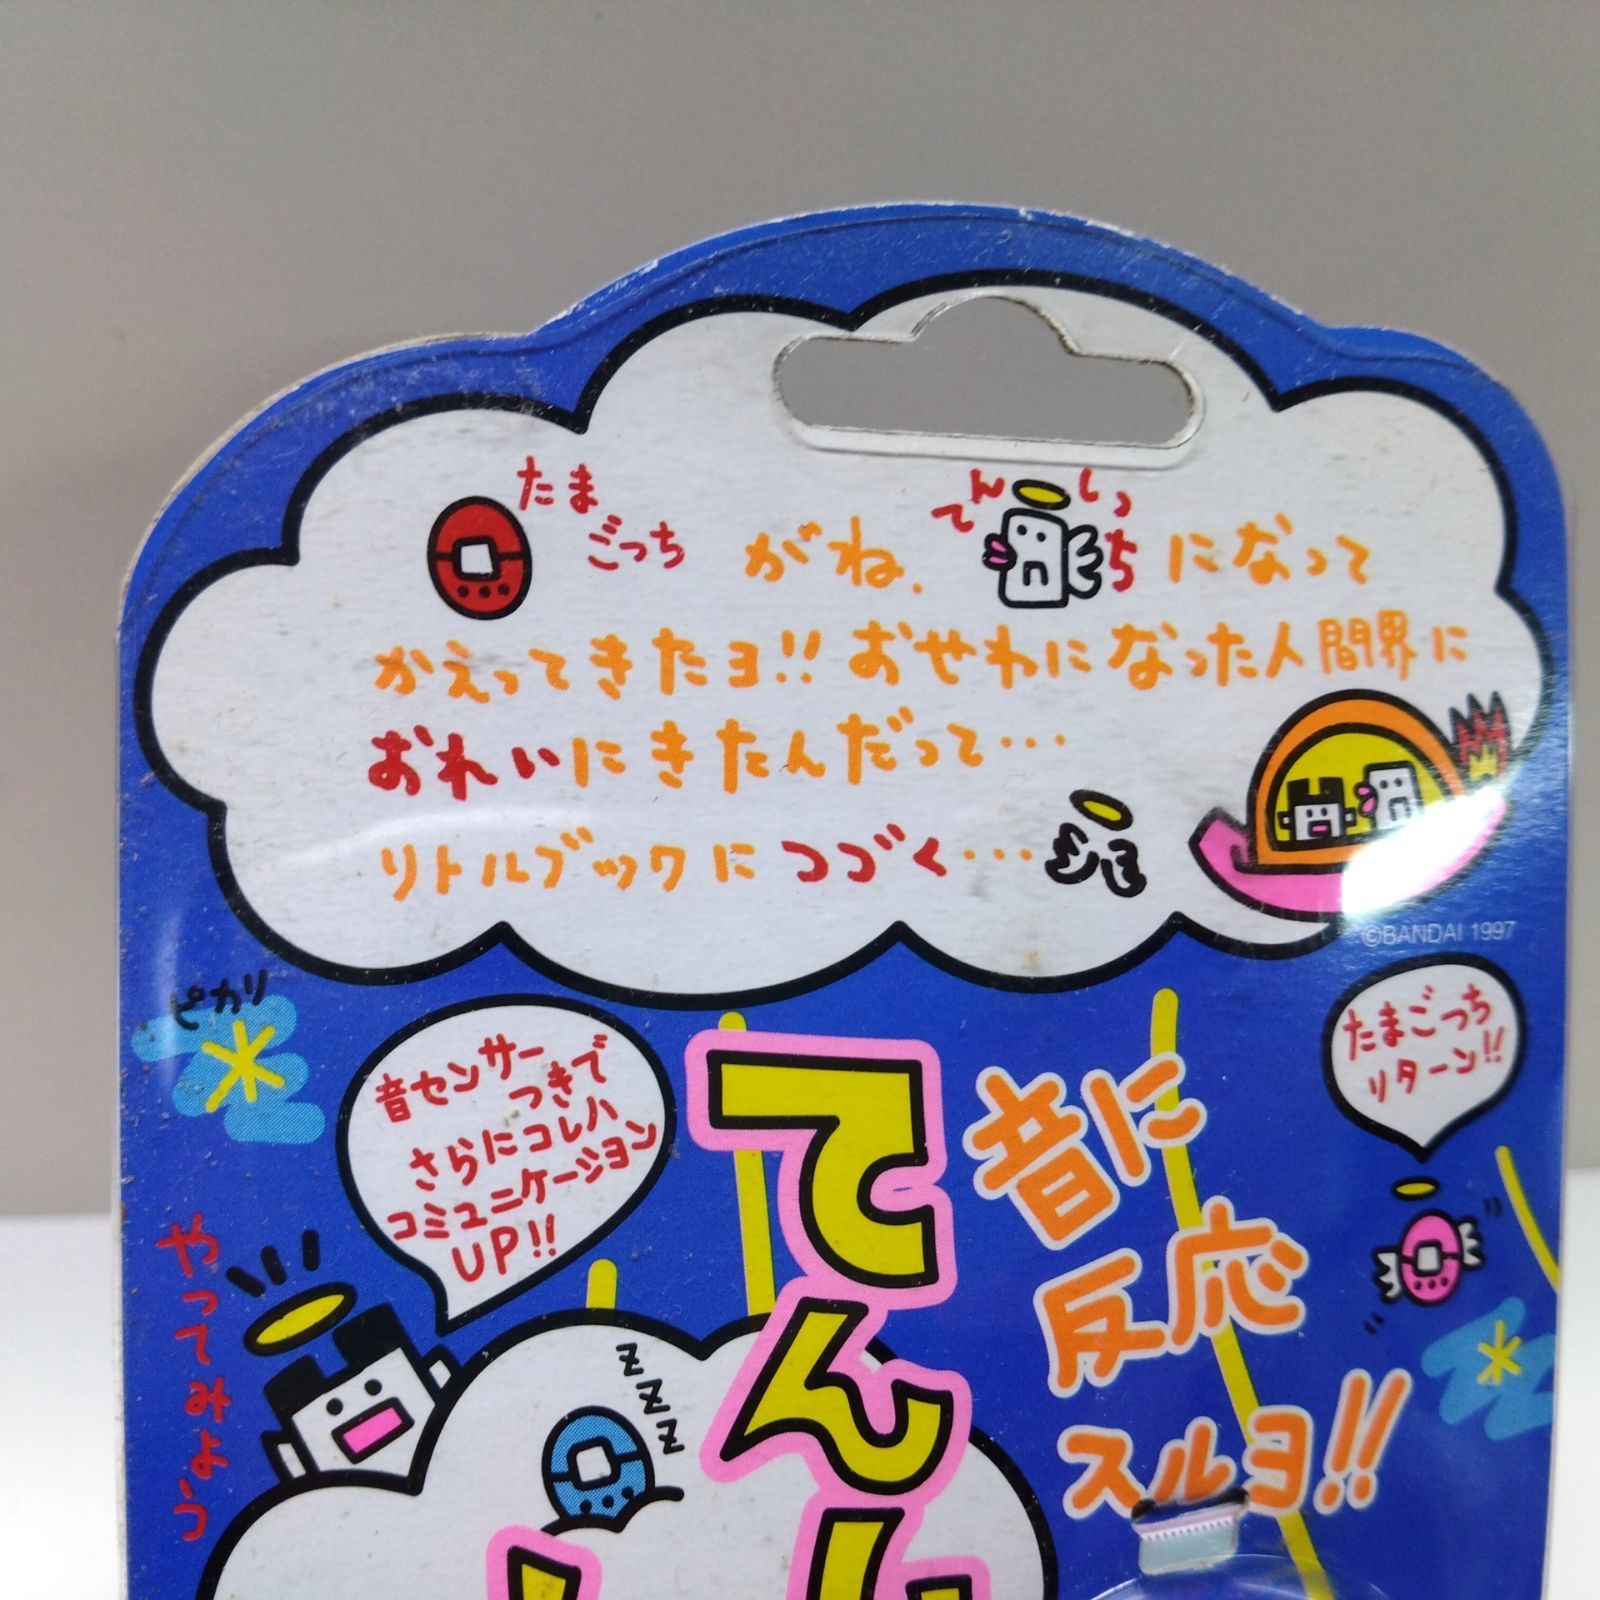 たまごっち がね、てんしっち になって
かえってきたヨ!! おせわになった人間界に
おれいにきたんだって…
リトルブックにつづく…
ショ
©BANDAI 1997
ピカリ
音センサー
つきで
さらにコレハ
コミュニケーション
UP!!
たまごっち
リターン!!
音に
反応
スルヨ!!
やってみよう
zzz
てんし